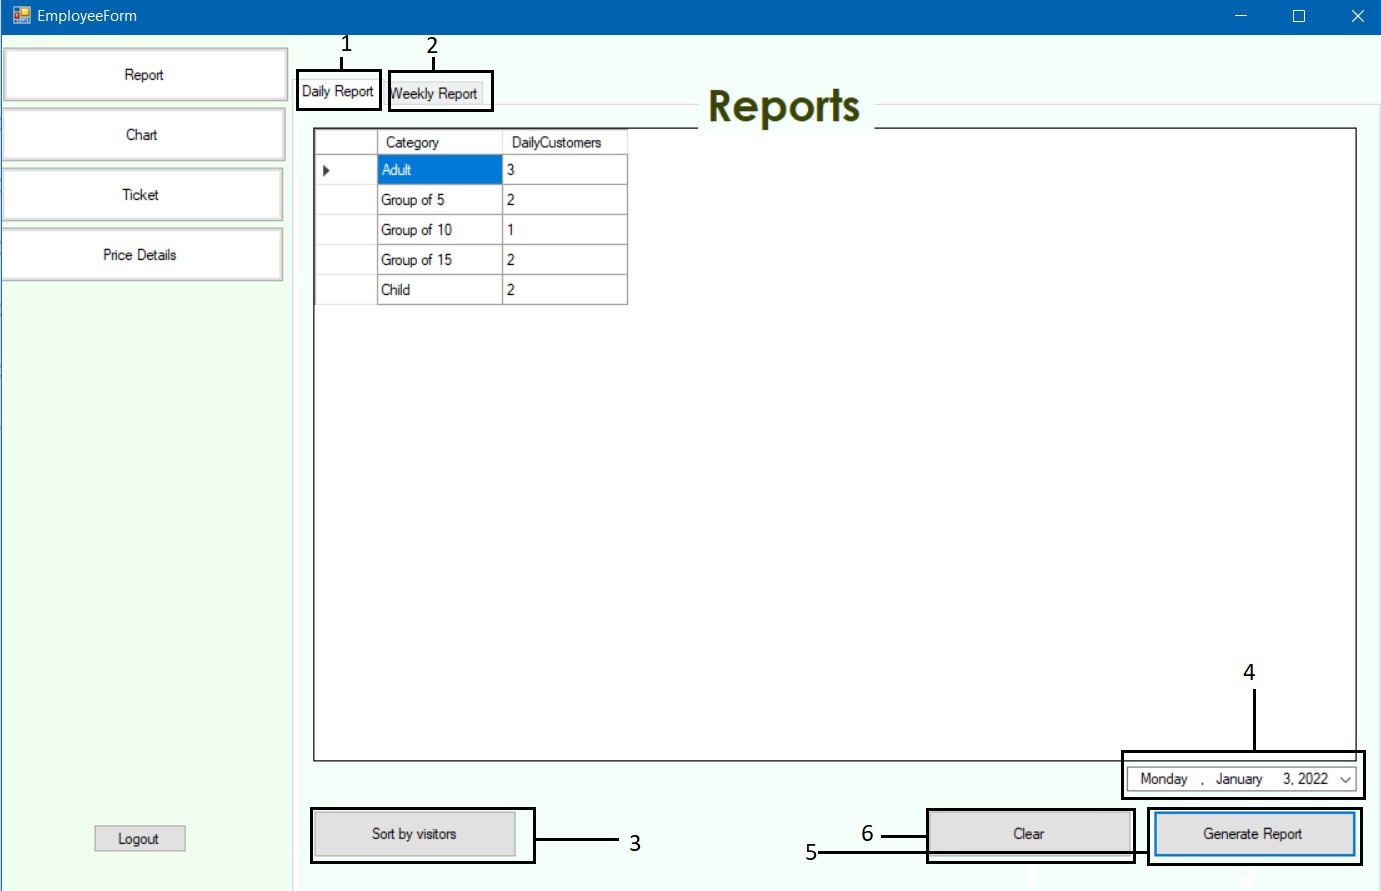 EmployeeForm
1
2
Report
Daily Report
Weekly Report
Reports
Chart
Category DailyCustomers
Adult 3
Ticket
Group of 5 2
Group of 10 1
Price Details
Group of 15 2
Child 2
4
Monday , January 3, 2022
Logout
Sort by visitors
3
6
Clear
5
Generate Report